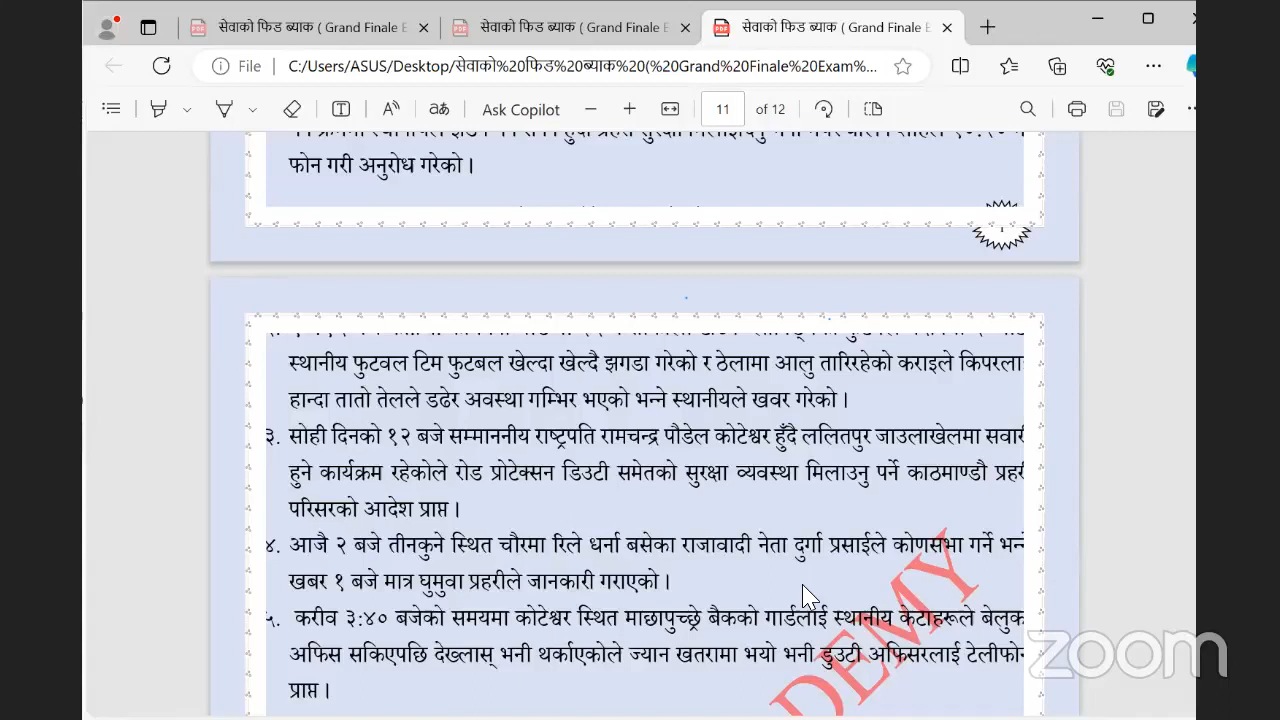 सेवाको फिड ब्याक ( Grand Finale E
सेवाको फिड ब्याक ( Grand Finale E
सेवाको फिड ब्याक ( Grand Finale E
File
C:/Users/ASUS/Desktop/सेवाको%20फिड%20ब्याक%20(%20Grand%20Finale%20Exam%...
Ask Copilot
11 of 12
फोन गरी अनुरोध गरेको ।
स्थानीय फुटवल टिम फुटबल खेल्दा खेल्दै झगडा गरेको र ठेलामा आलु तारिरहेको कराइले किपरलाई
हान्दा तातो तेलले डढेर अवस्था गम्भिर भएको भन्ने स्थानीयले खवर गरेको ।
३. सोही दिनको १२ बजे सम्माननीय राष्ट्रपति रामचन्द्र पौडेल कोटेश्वर हुँदै ललितपुर जाउलाखेलमा सवारी
हुने कार्यक्रम रहेकोले रोड प्रोटेक्सन डिउटी समेतको सुरक्षा व्यवस्था मिलाउनु पर्ने काठमाण्डौ प्रहरी
परिसरको आदेश प्राप्त ।
४. आजै २ बजे तीनकुने स्थित चौरमा रिले धर्ना बसेका राजावादी नेता दुर्गा प्रसाईले कोणसभा गर्ने भन्ने
खबर १ बजे मात्र घुमुवा प्रहरीले जानकारी गराएको ।
५. करीव ३:४० बजेको समयमा कोटेश्वर स्थित माछापुच्छ्रे बैकको गार्डलाई स्थानीय केटाहरूले बेलुका
अफिस सकिएपछि देख्लास् भनी थर्काएकोले ज्यान खतरामा भयो भनी डुउटी अफिसरलाई टेलीफोन
प्राप्त ।
DEMY
zoom